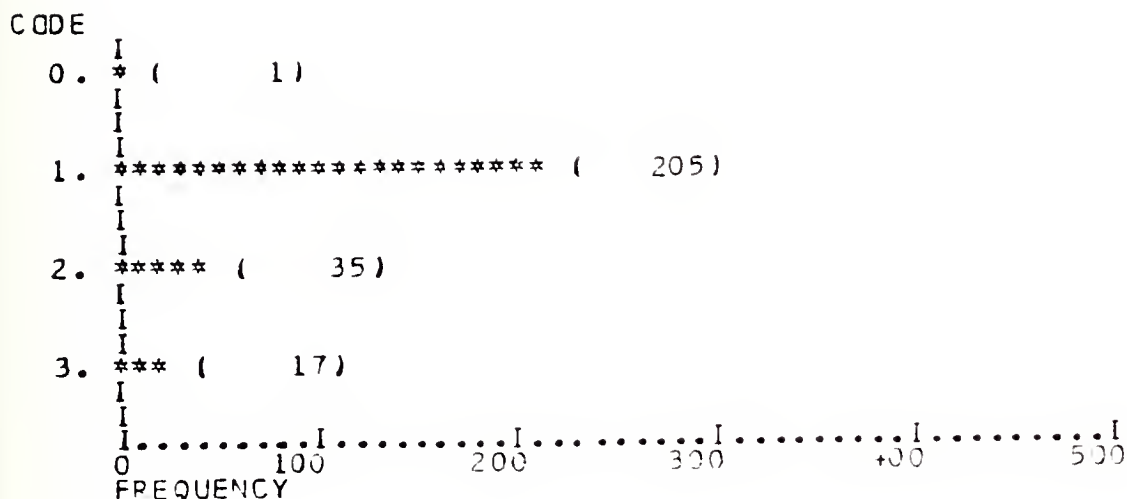 CODE
I
0. * ( 1)
I
I
I
1. ********************** ( 205)
I
I
I
2. ***** ( 35)
I
I
I
3. *** ( 17)
I
I
I.........I.........I.........I.........I.........I
0 100 200 300 400 500
FREQUENCY